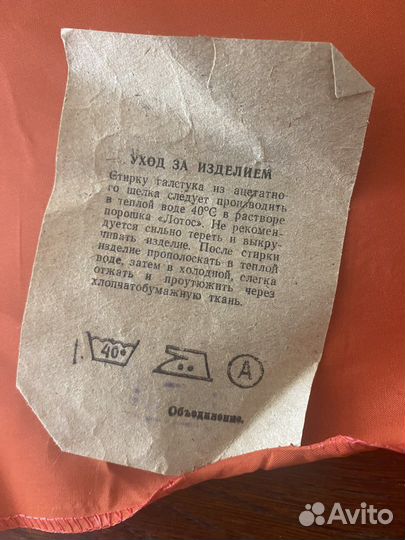 УХОД ЗА ИЗДЕЛИЕМ
Стирку галстука из ацетатно-
го шелка следует производить
в теплой воде 40°С в растворе
порошка «Лотос». Не рекомен-
дуется сильно тереть и выкру-
чивать изделие. После стирки
изделие прополоскать в теплой
воде, затем в холодной, слегка
отжать и проутюжить через
хлопчатобумажную ткань.
40° А
Объединение.
Avito